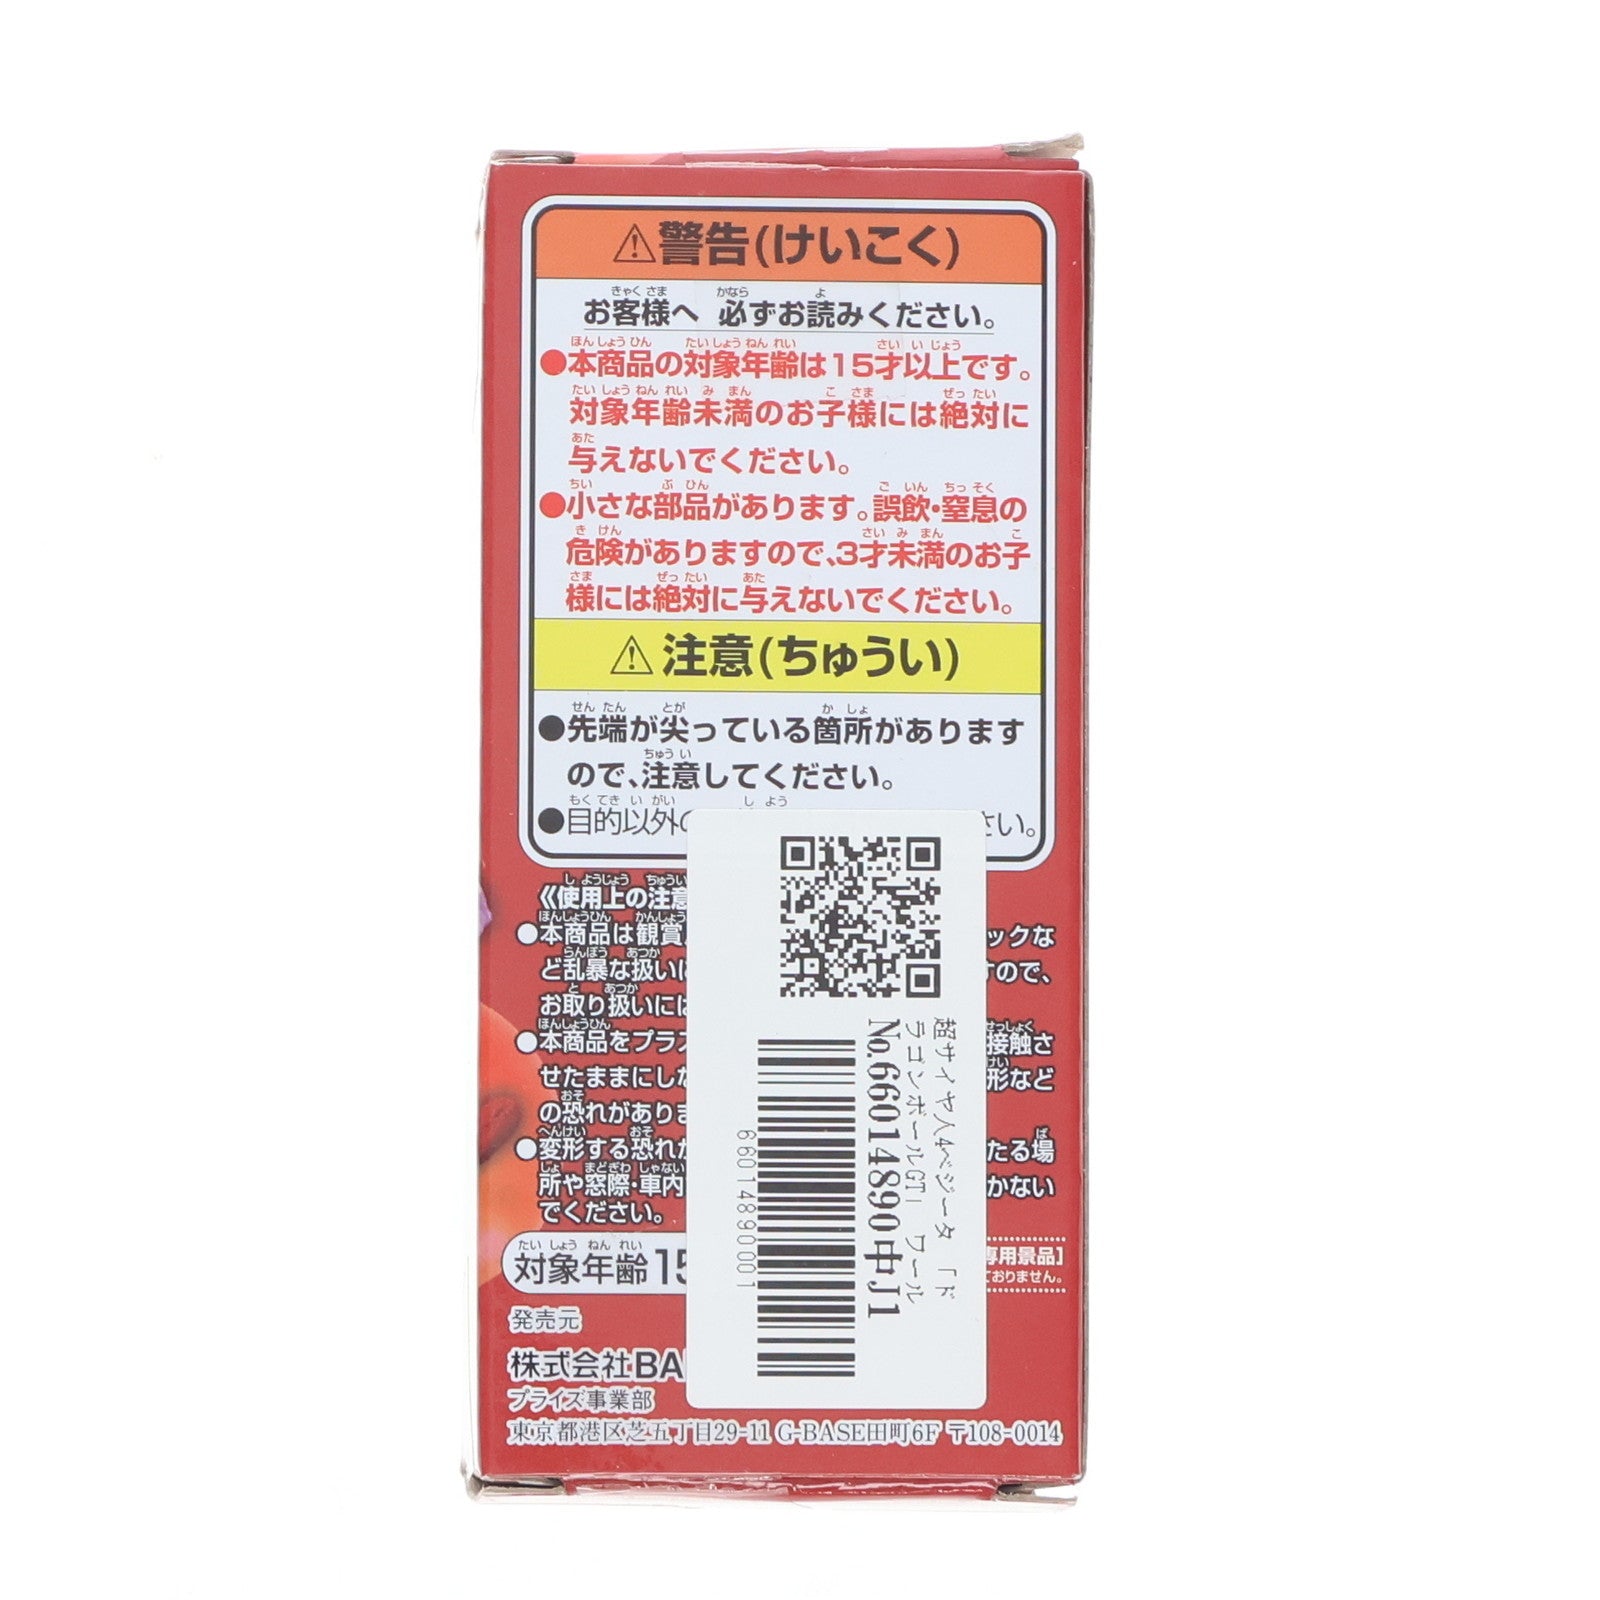 ⚠警告(けいこく)
お客様へ 必ずお読みください。
●本商品の対象年齢は15才以上です。
対象年齢未満のお子様には絶対に
与えないでください。
●小さな部品があります。誤飲・窒息の
危険がありますので、3才未満のお子
様には絶対に与えないでください。
⚠注意(ちゅうい)
●先端が尖っている箇所があります
ので、注意してください。
●目的以外の さい。
《使用上の注意
●本商品は観賞 ックな
ど乱暴な扱いに すので、
お取り扱いには
●本商品をプラス 接触さ
せたままにしな 形など
の恐れがありま
●変形する恐れが たる場
所や窓際・車内 かない
でください。
対象年齢15
専用景品]
ておりません。
発売元
株式会社BA
プライズ事業部
東京都港区芝五丁目29-11 G-BASE田町6F 〒108-0014
超サイヤ人4ベジータ 「ド
ラゴンボールGT」 ワール
No.66014890中J1
660148900001